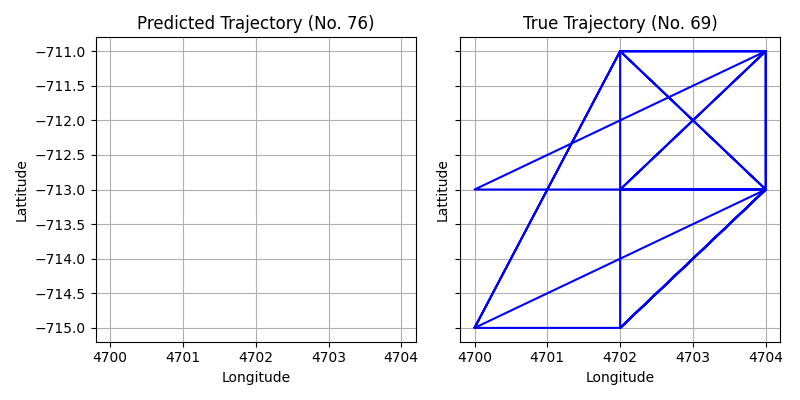 Predicted Trajectory (No. 76)
True Trajectory (No. 69)
Lattitude
−711.0
−711.5
−712.0
−712.5
−713.0
−713.5
−714.0
−714.5
−715.0
4700 4701 4702 4703 4704
Longitude
Lattitude
4700 4701 4702 4703 4704
Longitude